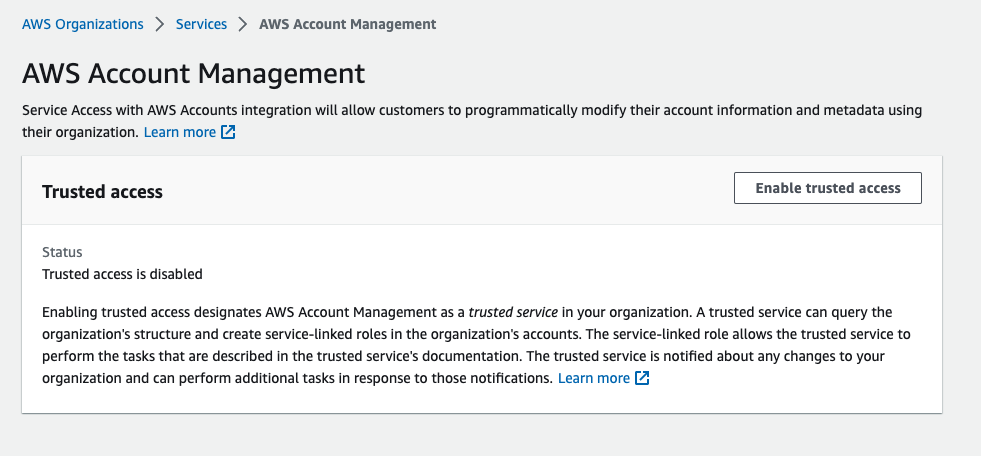 AWS Organizations > Services > AWS Account Management
AWS Account Management
Service Access with AWS Accounts integration will allow customers to programmatically modify their account information and metadata using
their organization. Learn more
Trusted access
Enable trusted access
Status
Trusted access is disabled
Enabling trusted access designates AWS Account Management as a trusted service in your organization. A trusted service can query the
organization's structure and create service-linked roles in the organization's accounts. The service-linked role allows the trusted service to
perform the tasks that are described in the trusted service's documentation. The trusted service is notified about any changes to your
organization and can perform additional tasks in response to those notifications. Learn more